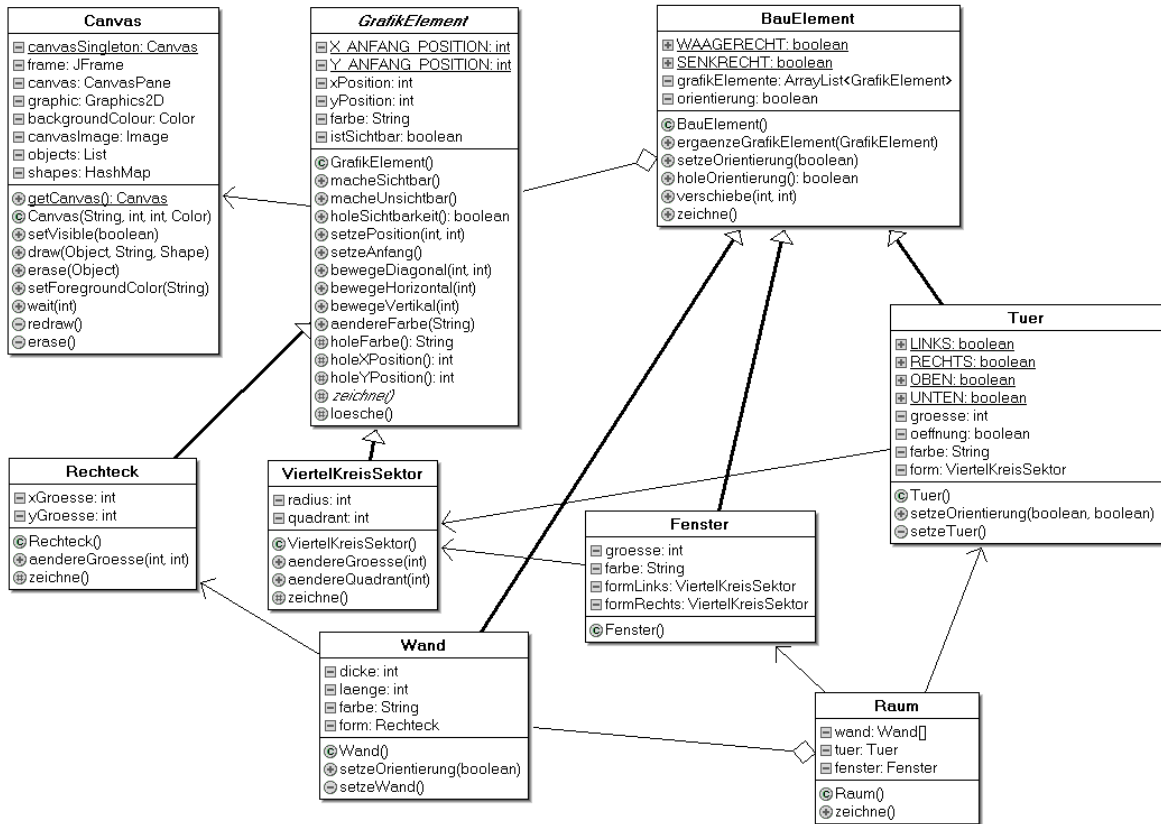 Canvas
canvasSingleton: Canvas
frame: JFrame
canvas: CanvasPane
graphic: Graphics2D
backgroundColour: Color
canvasImage: Image
objects: List
shapes: HashMap
getCanvas(): Canvas
Canvas(String, int, int, Color)
setVisible(boolean)
draw(Object, String, Shape)
erase(Object)
setForegroundColor(String)
wait(int)
redraw()
erase()
GrafikElement
X_ANFANG_POSITION: int
Y_ANFANG_POSITION: int
xPosition: int
yPosition: int
farbe: String
istSichtbar: boolean
GrafikElement()
macheSichtbar()
macheUnsichtbar()
holeSichtbarkeit(): boolean
setzePosition(int, int)
setzeAnfang()
bewegeDiagonal(int, int)
bewegeHorizontal(int)
bewegeVertikal(int)
aendereFarbe(String)
holeFarbe(): String
holeXPosition(): int
holeYPosition(): int
zeichne()
loesche()
BauElement
WAAGERECHT: boolean
SENKRECHT: boolean
grafikElemente: ArrayList<GrafikElement>
orientierung: boolean
BauElement()
ergaenzeGrafikElement(GrafikElement)
setzeOrientierung(boolean)
holeOrientierung(): boolean
verschiebe(int, int)
zeichne()
Tuer
LINKS: boolean
RECHTS: boolean
OBEN: boolean
UNTEN: boolean
groesse: int
oeffnung: boolean
farbe: String
form: ViertelKreisSektor
Tuer()
setzeOrientierung(boolean, boolean)
setzeTuer()
Rechteck
xGroesse: int
yGroesse: int
Rechteck()
aendereGroesse(int, int)
zeichne()
ViertelKreisSektor
radius: int
quadrant: int
ViertelKreisSektor()
aendereGroesse(int)
aendereQuadrant(int)
zeichne()
Fenster
groesse: int
farbe: String
formLinks: ViertelKreisSektor
formRechts: ViertelKreisSektor
Fenster()
Wand
dicke: int
laenge: int
farbe: String
form: Rechteck
Wand()
setzeOrientierung(boolean)
setzeWand()
Raum
wand: Wand[]
tuer: Tuer
fenster: Fenster
Raum()
zeichne()